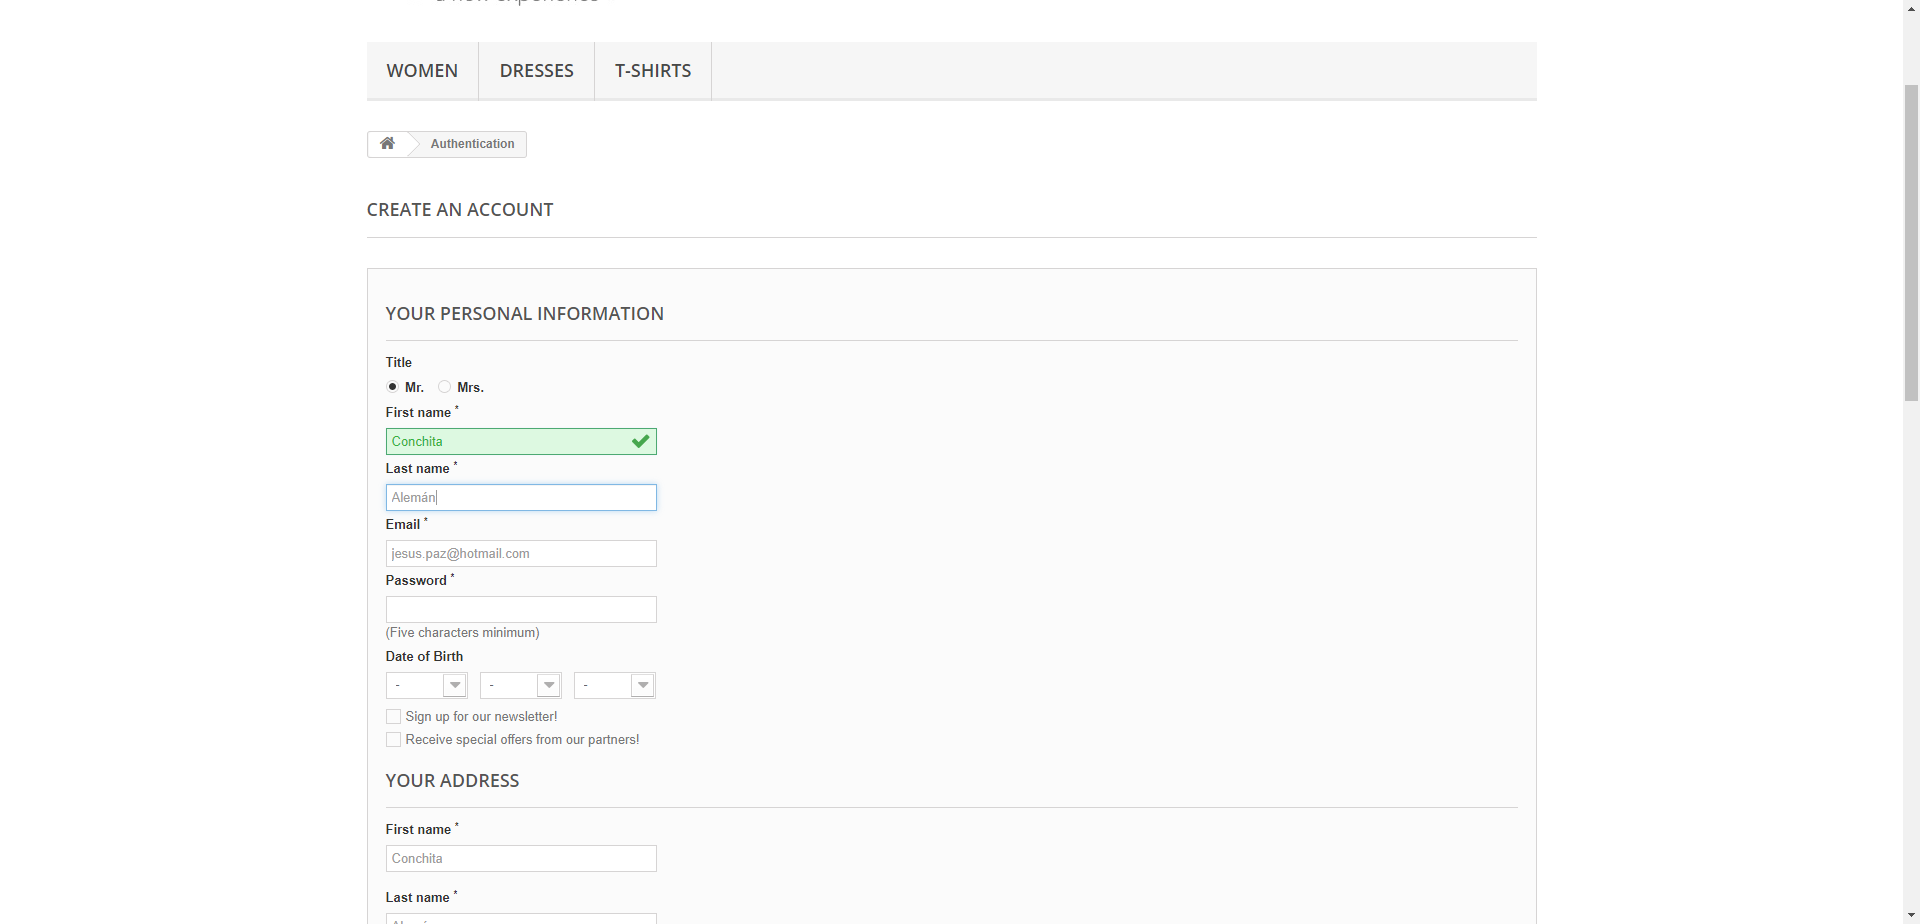 a new experience
WOMEN DRESSES T-SHIRTS
Authentication
CREATE AN ACCOUNT
YOUR PERSONAL INFORMATION
Title
Mr. Mrs.
First name *
Conchita
Last name *
Alemán
Email *
jesus.paz@hotmail.com
Password *
(Five characters minimum)
Date of Birth
- - -
Sign up for our newsletter!
Receive special offers from our partners!
YOUR ADDRESS
First name *
Conchita
Last name *